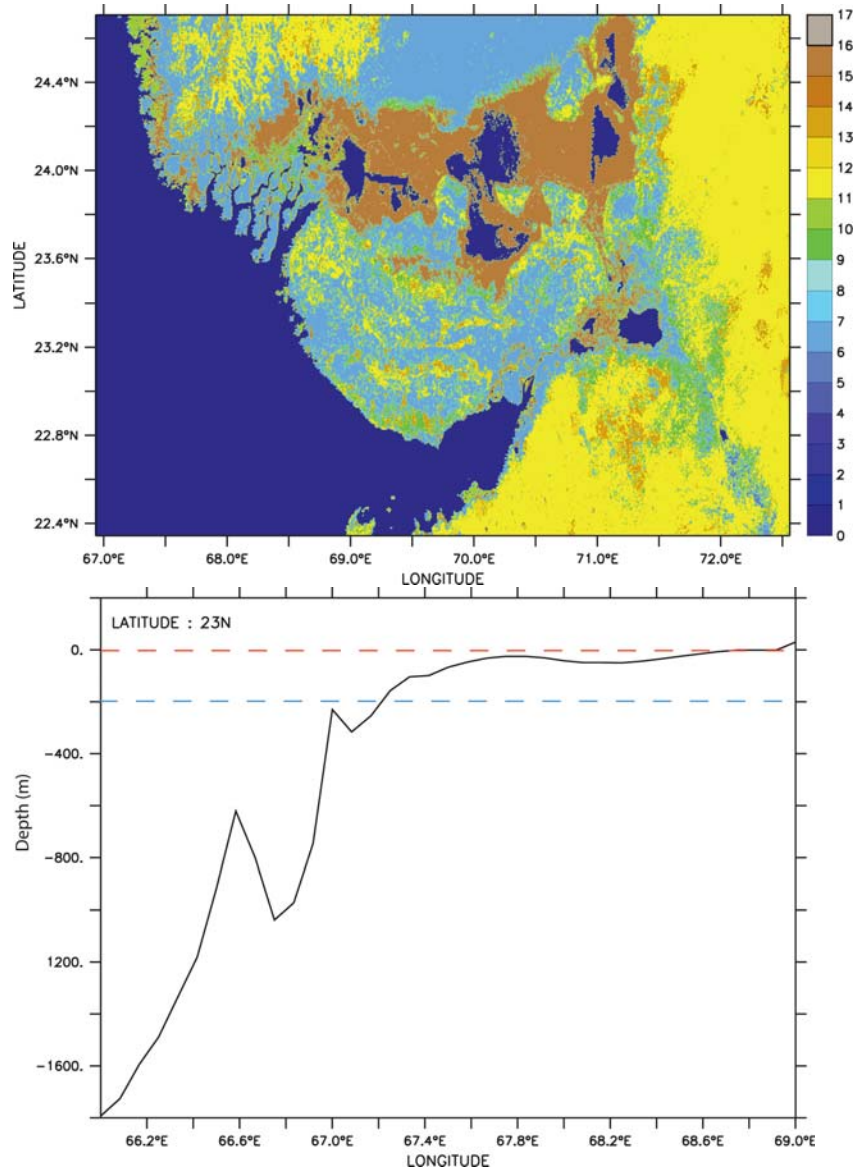 17
16
15
14
13
12
11
10
9
8
7
6
5
4
3
2
1
0
24.4°N
24.0°N
23.6°N
23.2°N
22.8°N
22.4°N
LATITUDE
67.0°E 68.0°E 69.0°E 70.0°E 71.0°E 72.0°E
LONGITUDE
LATITUDE : 23N
0.
-400.
-800.
1200.
-1600.
Depth (m)
66.2°E 66.6°E 67.0°E 67.4°E 67.8°E 68.2°E 68.6°E 69.0°E
LONGITUDE